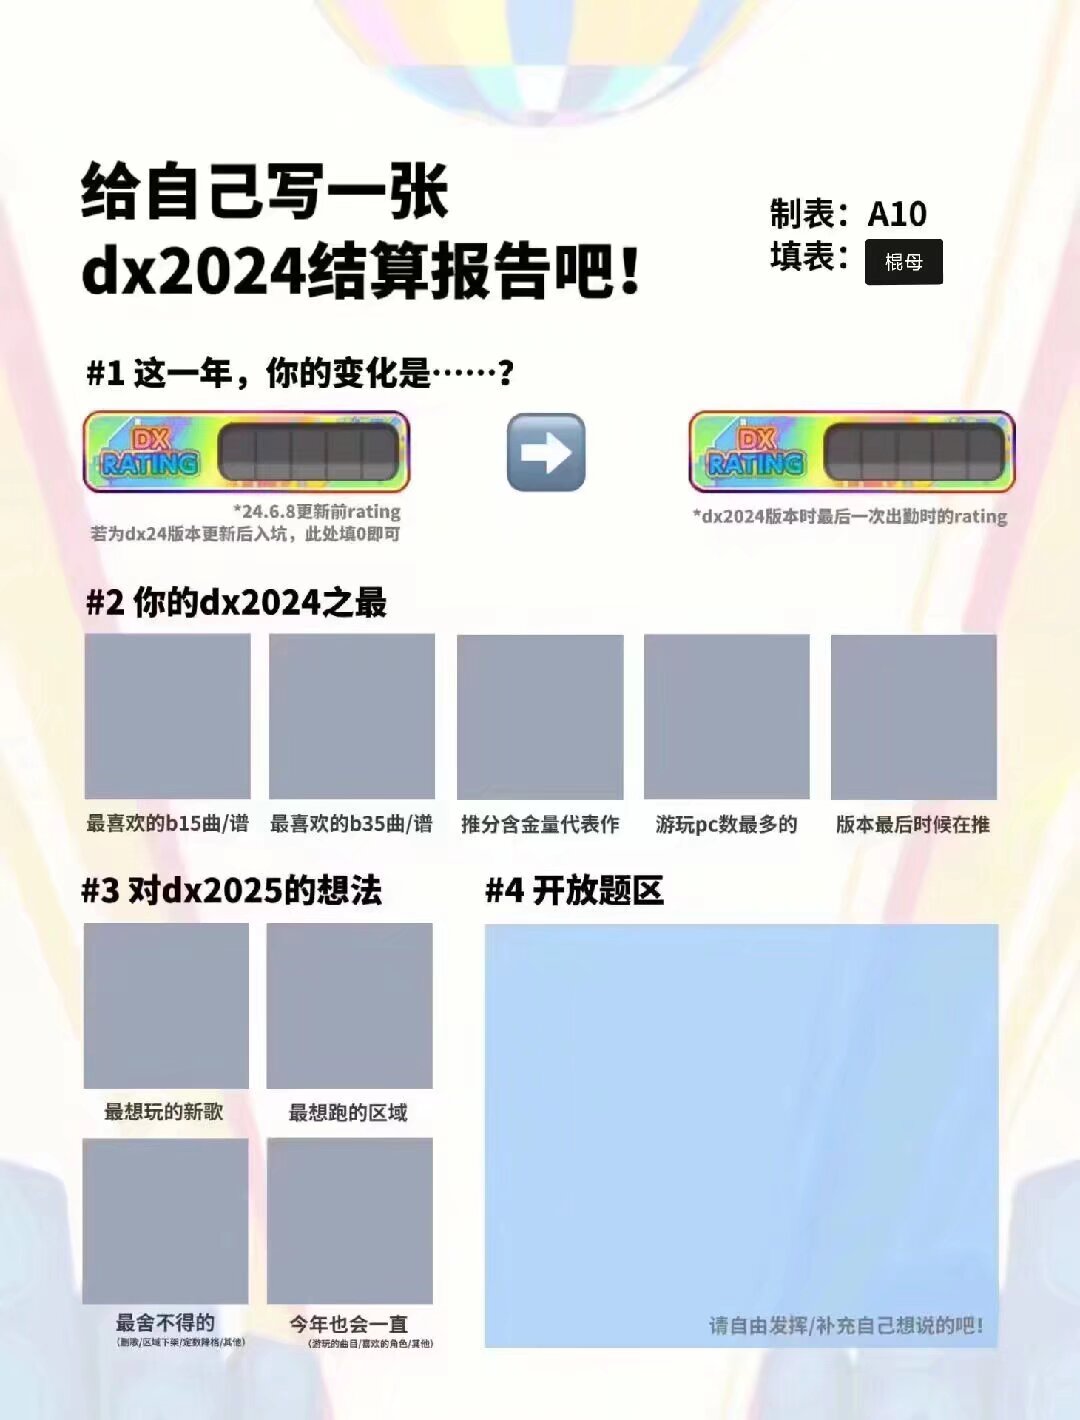 给自己写一张
dx2024结算报告吧！
制表：A10
填表：棍母
#1 这一年，你的变化是……？
DX RATING
DX RATING
*24.6.8更新前rating
若为dx24版本更新后入坑，此处填0即可
*dx2024版本时最后一次出勤时的rating
#2 你的dx2024之最
最喜欢的b15曲/谱
最喜欢的b35曲/谱
推分含金量代表作
游玩pc数最多的
版本最后时候在推
#3 对dx2025的想法
最想玩的新歌
最想跑的区域
最舍不得的
（删歌/区域下架/定数降格/其他）
今年也会一直
（游玩的曲目/喜欢的角色/其他）
#4 开放题区
请自由发挥/补充自己想说的吧！